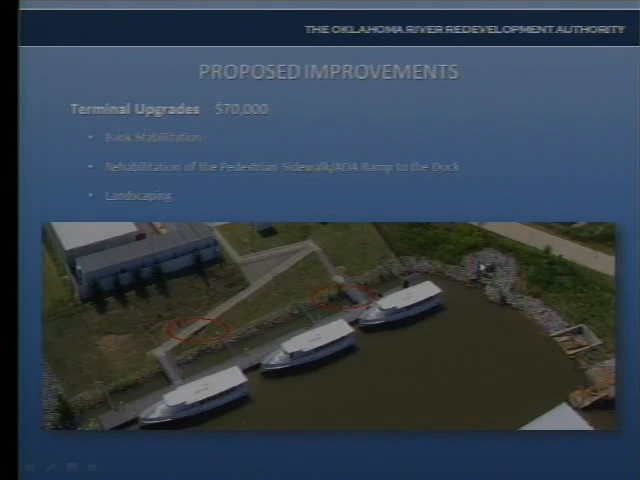 THE OKLAHOMA RIVER REDEVELOPMENT AUTHORITY
PROPOSED IMPROVEMENTS
Terminal Upgrades $70,000
• Bank Stabilization
• Rehabilitation of the Pedestrian Sidewalk/ADA Ramp to the Dock
• Landscaping